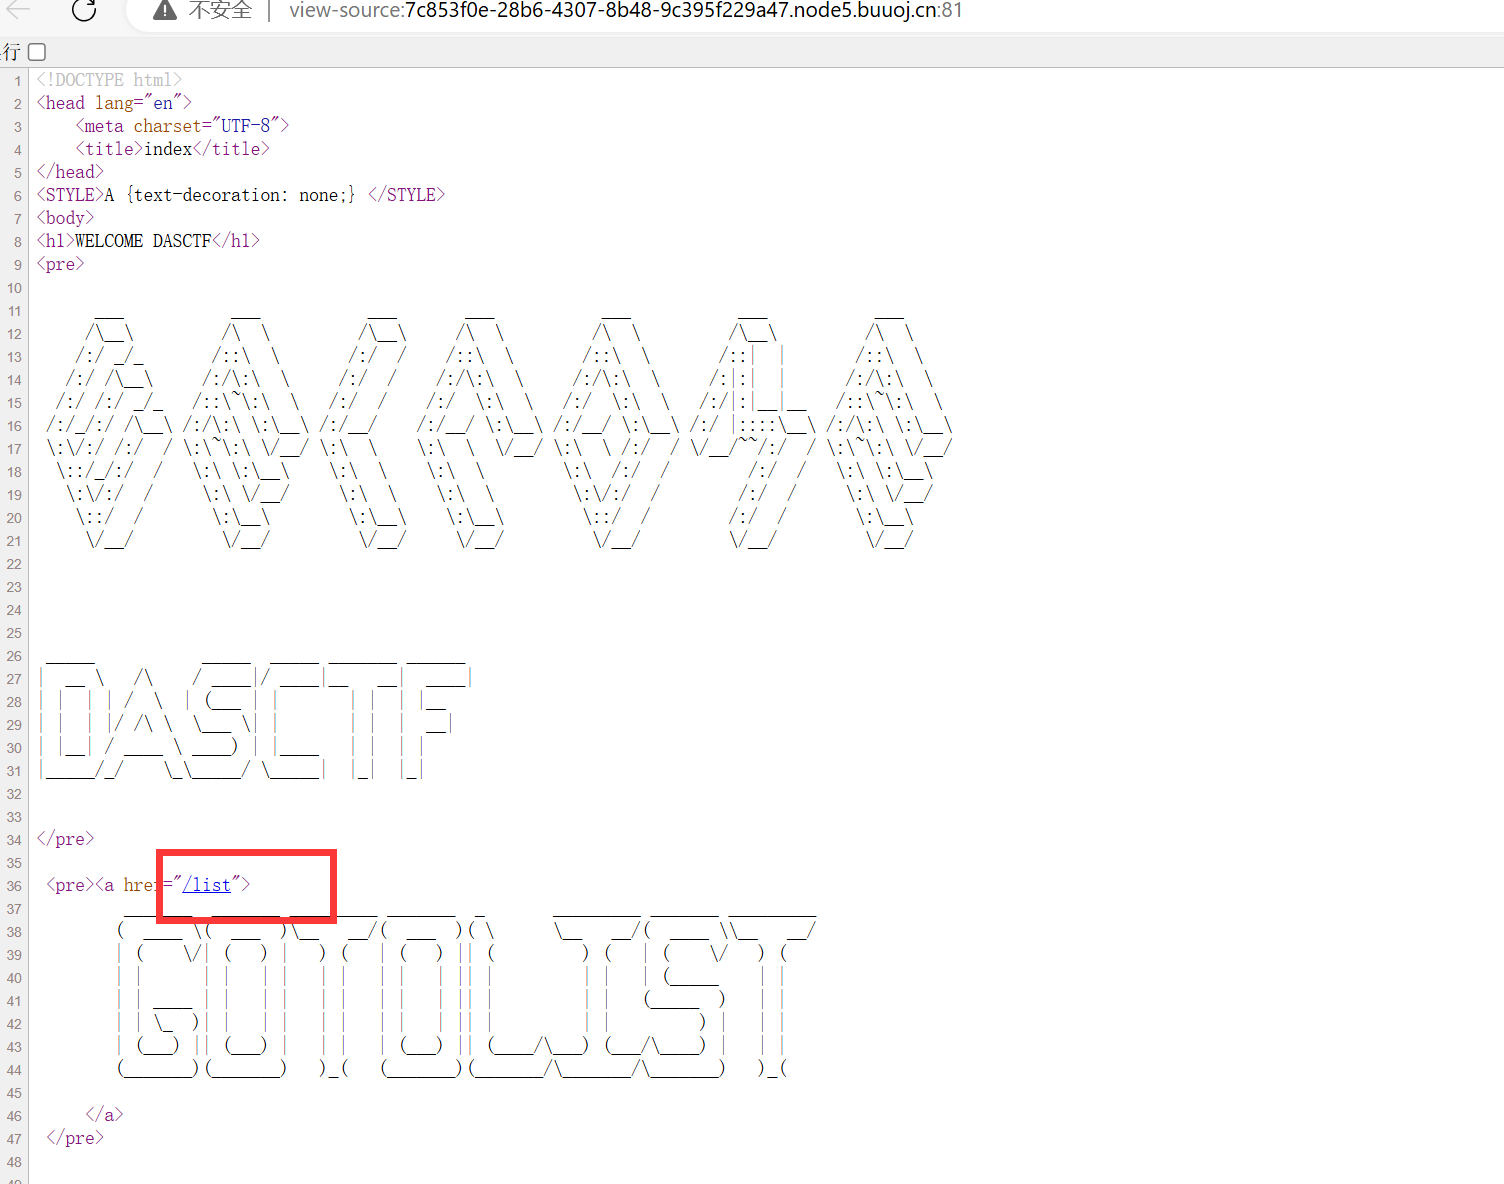 不安全 | view-source:7c853f0e-28b6-4307-8b48-9c395f229a47.node5.buuoj.cn:81
行
1 <!DOCTYPE html>
2 <head lang="en">
3     <meta charset="UTF-8">
4     <title>index</title>
5 </head>
6 <STYLE>A {text-decoration: none;} </STYLE>
7 <body>
8 <h1>WELCOME DASCTF</h1>
9 <pre>
10
11
12
13
14
15
16
17
18
19
20
21
22
23
24
25
26
27
28
29
30
31
32
33
34 </pre>
35
36  <pre><a href="/list">
37
38
39
40
41
42
43
44
45
46      </a>
47  </pre>
48